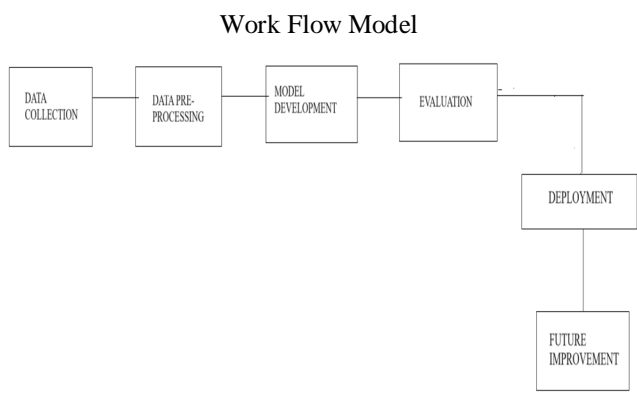 Work Flow Model
DATA
COLLECTION
DATA PRE-
PROCESSING
MODEL
DEVELOPMENT
EVALUATION
DEPLOYMENT
FUTURE
IMPROVEMENT